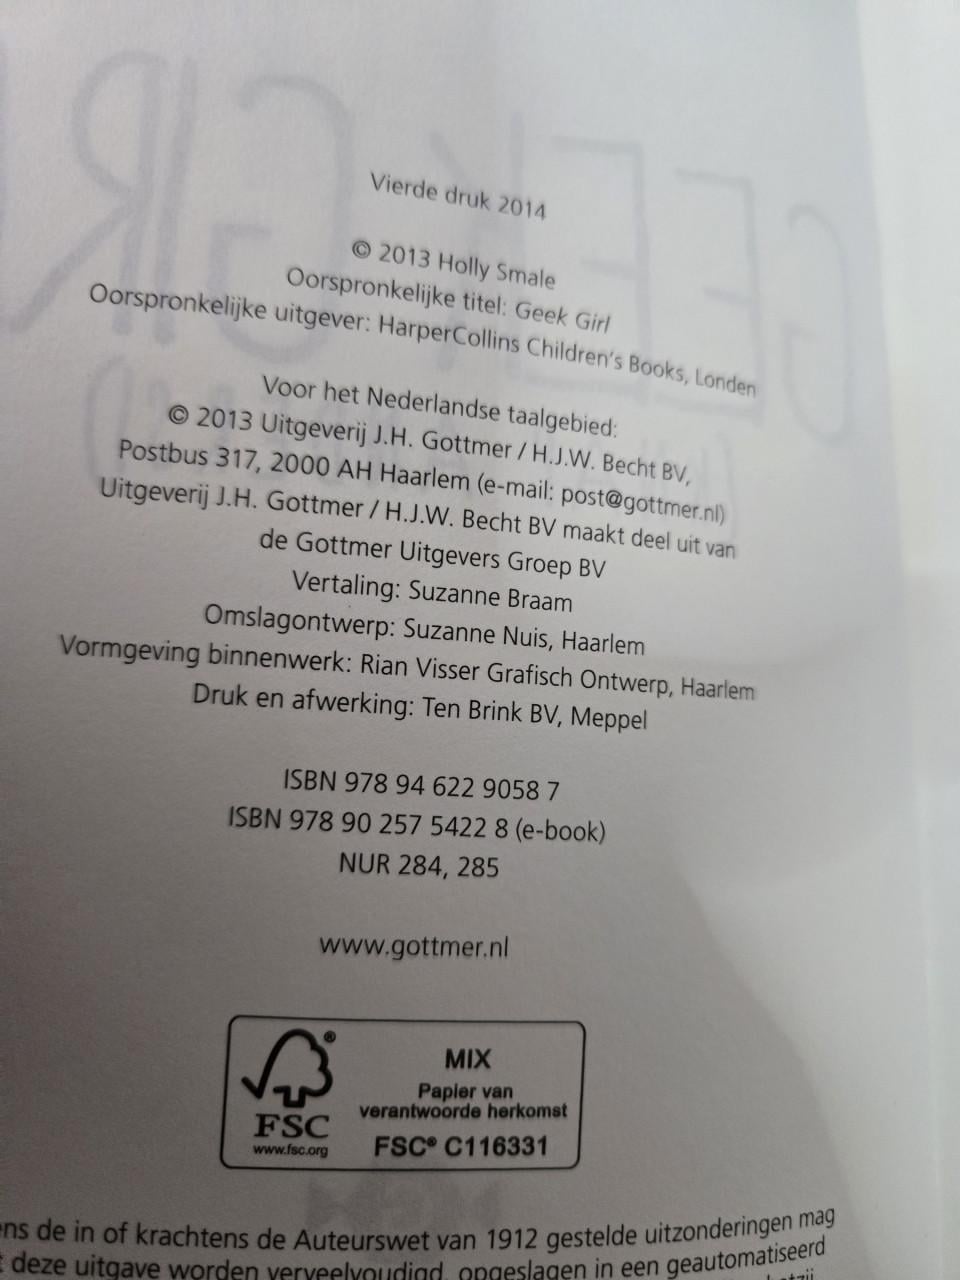 Vierde druk 2014
© 2013 Holly Smale
Oorspronkelijke titel: Geek Girl
Oorspronkelijke uitgever: HarperCollins Children's Books, Londen
Voor het Nederlandse taalgebied:
© 2013 Uitgeverij J.H. Gottmer / H.J.W. Becht BV,
Postbus 317, 2000 AH Haarlem (e-mail: post@gottmer.nl)
Uitgeverij J.H. Gottmer / H.J.W. Becht BV maakt deel uit van
de Gottmer Uitgevers Groep BV
Vertaling: Suzanne Braam
Omslagontwerp: Suzanne Nuis, Haarlem
Vormgeving binnenwerk: Rian Visser Grafisch Ontwerp, Haarlem
Druk en afwerking: Ten Brink BV, Meppel
ISBN 978 94 622 9058 7
ISBN 978 90 257 5422 8 (e-book)
NUR 284, 285
www.gottmer.nl
FSC®
www.fsc.org
MIX
Papier van
verantwoorde herkomst
FSC® C116331
de in of krachtens de Auteurswet van 1912 gestelde uitzonderingen mag
deze uitgave worden verveelvoudigd, opgeslagen in een geautomatiseerd